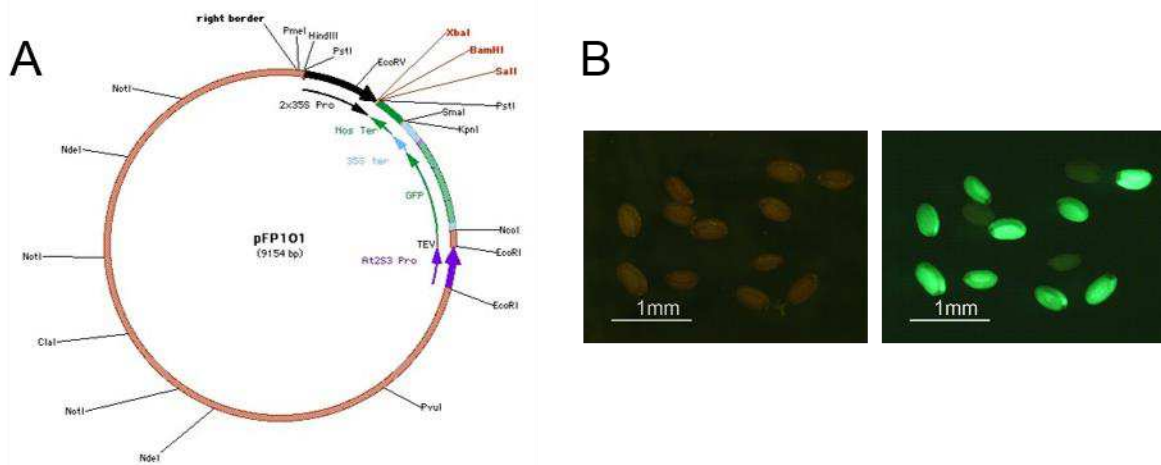 A
right border
PmeI
HindIII
PstI
EcoRV
XbaI
BamHI
SalI
PstI
SmaI
KpnI
2x35S Pro
Nos Ter
35S ter
GFP
TEV
At2S3 Pro
NcoI
EcoRI
EcoRI
PvuI
NdeI
NotI
ClaI
NotI
NdeI
NotI
pFP101
(9154 bp)
B
1mm
1mm